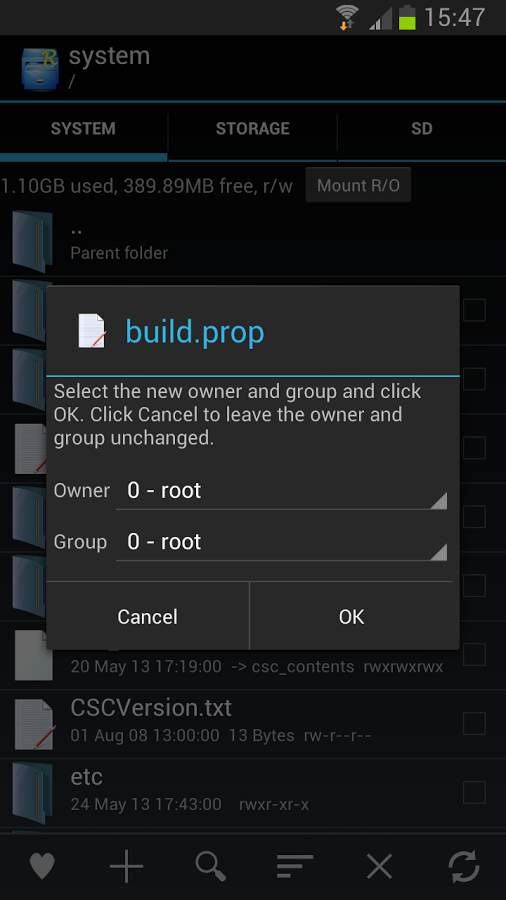 15:47
system
/
SYSTEM STORAGE SD
1.10GB used, 389.89MB free, r/w Mount R/O
..
Parent folder
build.prop
Select the new owner and group and click
OK. Click Cancel to leave the owner and
group unchanged.
Owner 0 - root
Group 0 - root
Cancel OK
20 May 13 17:19:00 -> csc_contents rwxrwxrwx
CSCVersion.txt
01 Aug 08 13:00:00 13 Bytes rw-r--r--
etc
24 May 13 17:43:00 rwxr-xr-x